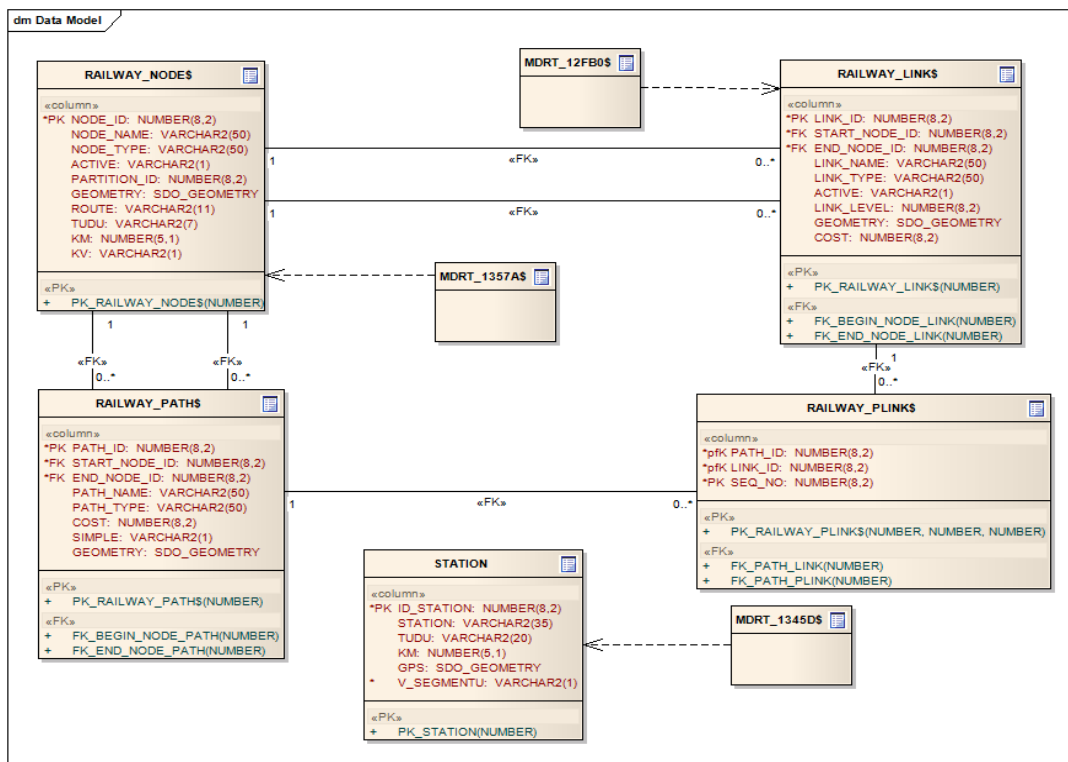 dm Data Model
RAILWAY_NODE$
«column»
*PK NODE_ID: NUMBER(8,2)
NODE_NAME: VARCHAR2(50)
NODE_TYPE: VARCHAR2(50)
ACTIVE: VARCHAR2(1)
PARTITION_ID: NUMBER(8,2)
GEOMETRY: SDO_GEOMETRY
ROUTE: VARCHAR2(11)
TUDU: VARCHAR2(7)
KM: NUMBER(5,1)
KV: VARCHAR2(1)
«PK»
+ PK_RAILWAY_NODE$(NUMBER)
MDRT_12FB0$
RAILWAY_LINK$
«column»
*PK LINK_ID: NUMBER(8,2)
*FK START_NODE_ID: NUMBER(8,2)
*FK END_NODE_ID: NUMBER(8,2)
LINK_NAME: VARCHAR2(50)
LINK_TYPE: VARCHAR2(50)
ACTIVE: VARCHAR2(1)
LINK_LEVEL: NUMBER(8,2)
GEOMETRY: SDO_GEOMETRY
COST: NUMBER(8,2)
«PK»
+ PK_RAILWAY_LINK$(NUMBER)
«FK»
+ FK_BEGIN_NODE_LINK(NUMBER)
+ FK_END_NODE_LINK(NUMBER)
1 «FK» 0..*
1 «FK» 0..*
MDRT_1357A$
1 1
«FK» «FK»
0..* 0..*
1
«FK»
0..*
RAILWAY_PATH$
«column»
*PK PATH_ID: NUMBER(8,2)
*FK START_NODE_ID: NUMBER(8,2)
*FK END_NODE_ID: NUMBER(8,2)
PATH_NAME: VARCHAR2(50)
PATH_TYPE: VARCHAR2(50)
COST: NUMBER(8,2)
SIMPLE: VARCHAR2(1)
GEOMETRY: SDO_GEOMETRY
«PK»
+ PK_RAILWAY_PATH$(NUMBER)
«FK»
+ FK_BEGIN_NODE_PATH(NUMBER)
+ FK_END_NODE_PATH(NUMBER)
1 «FK» 0..*
RAILWAY_PLINK$
«column»
*pfK PATH_ID: NUMBER(8,2)
*pfK LINK_ID: NUMBER(8,2)
*PK SEQ_NO: NUMBER(8,2)
«PK»
+ PK_RAILWAY_PLINK$(NUMBER, NUMBER, NUMBER)
«FK»
+ FK_PATH_LINK(NUMBER)
+ FK_PATH_PLINK(NUMBER)
STATION
«column»
*PK ID_STATION: NUMBER(8,2)
STATION: VARCHAR2(35)
TUDU: VARCHAR2(20)
KM: NUMBER(5,1)
GPS: SDO_GEOMETRY
* V_SEGMENTU: VARCHAR2(1)
«PK»
+ PK_STATION(NUMBER)
MDRT_1345D$